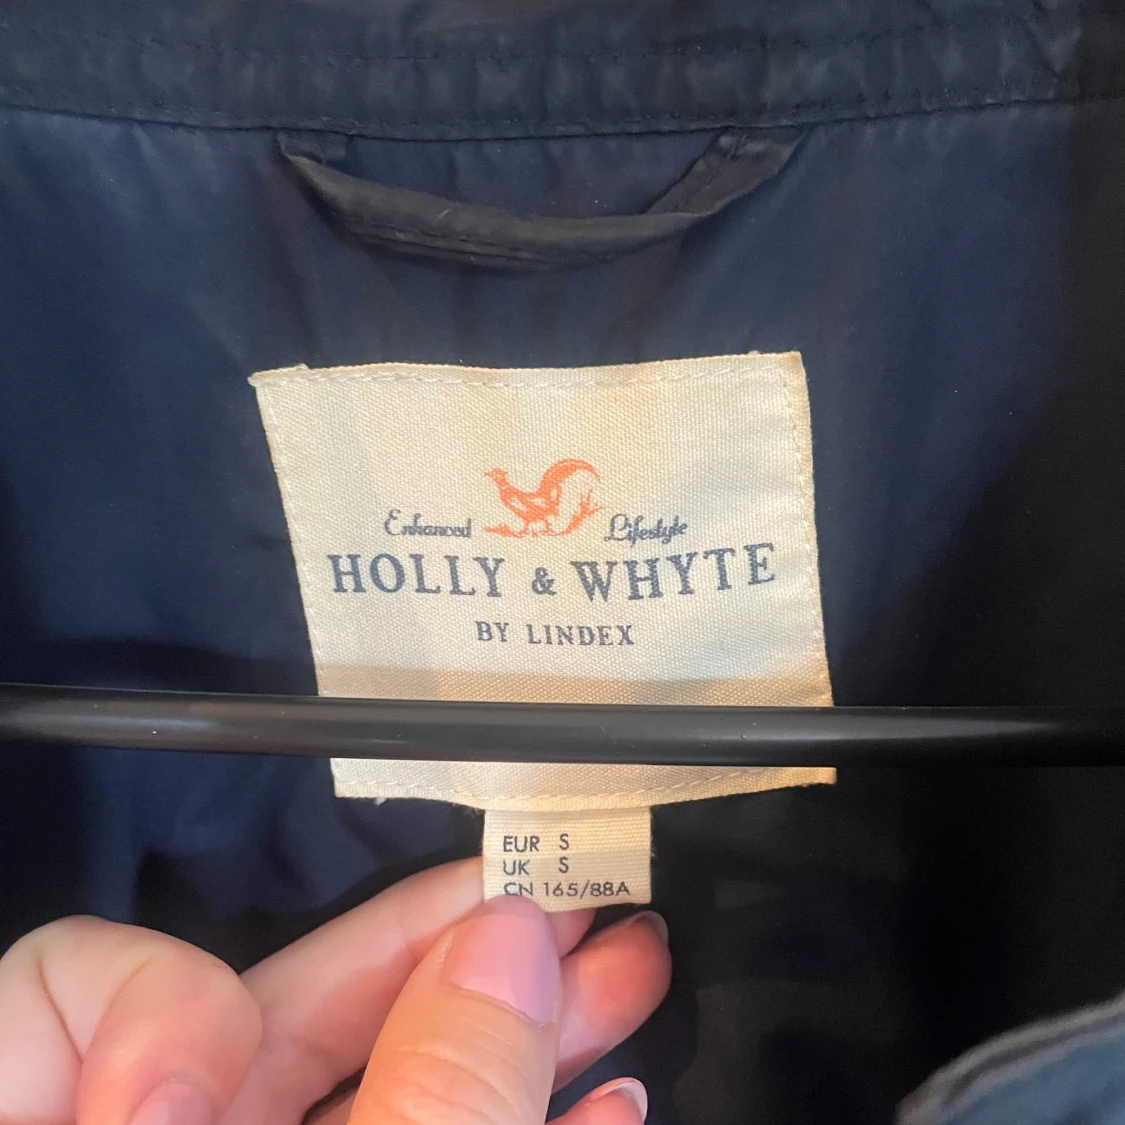 Enhanced Lifestyle
HOLLY & WHYTE
BY LINDEX
EUR S
UK S
CN 165/88A